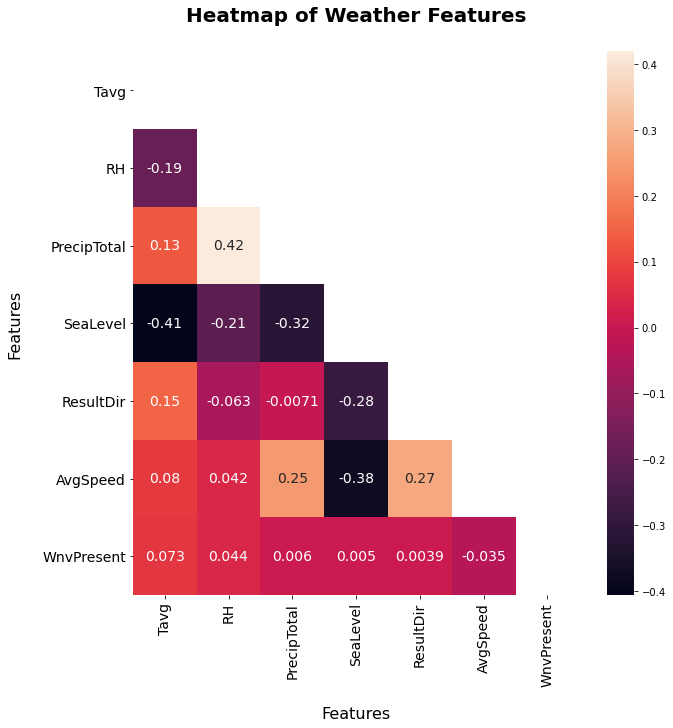 Heatmap of Weather Features
Features
Tavg
RH -0.19
PrecipTotal 0.13 0.42
SeaLevel -0.41 -0.21 -0.32
ResultDir 0.15 -0.063 -0.0071 -0.28
AvgSpeed 0.08 0.042 0.25 -0.38 0.27
WnvPresent 0.073 0.044 0.006 0.005 0.0039 -0.035
Tavg RH PrecipTotal SeaLevel ResultDir AvgSpeed WnvPresent
Features
0.4
0.3
0.2
0.1
0.0
−0.1
−0.2
−0.3
−0.4